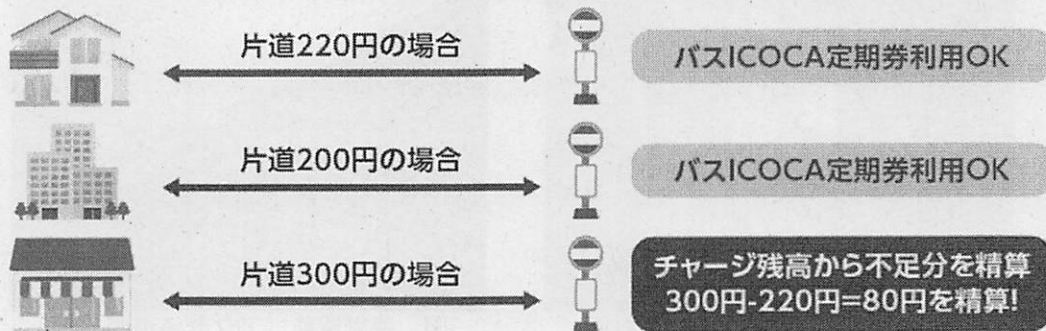 片道220円の場合
バスICOCA定期券利用OK
片道200円の場合
バスICOCA定期券利用OK
片道300円の場合
チャージ残高から不足分を精算
300円-220円=80円を精算!